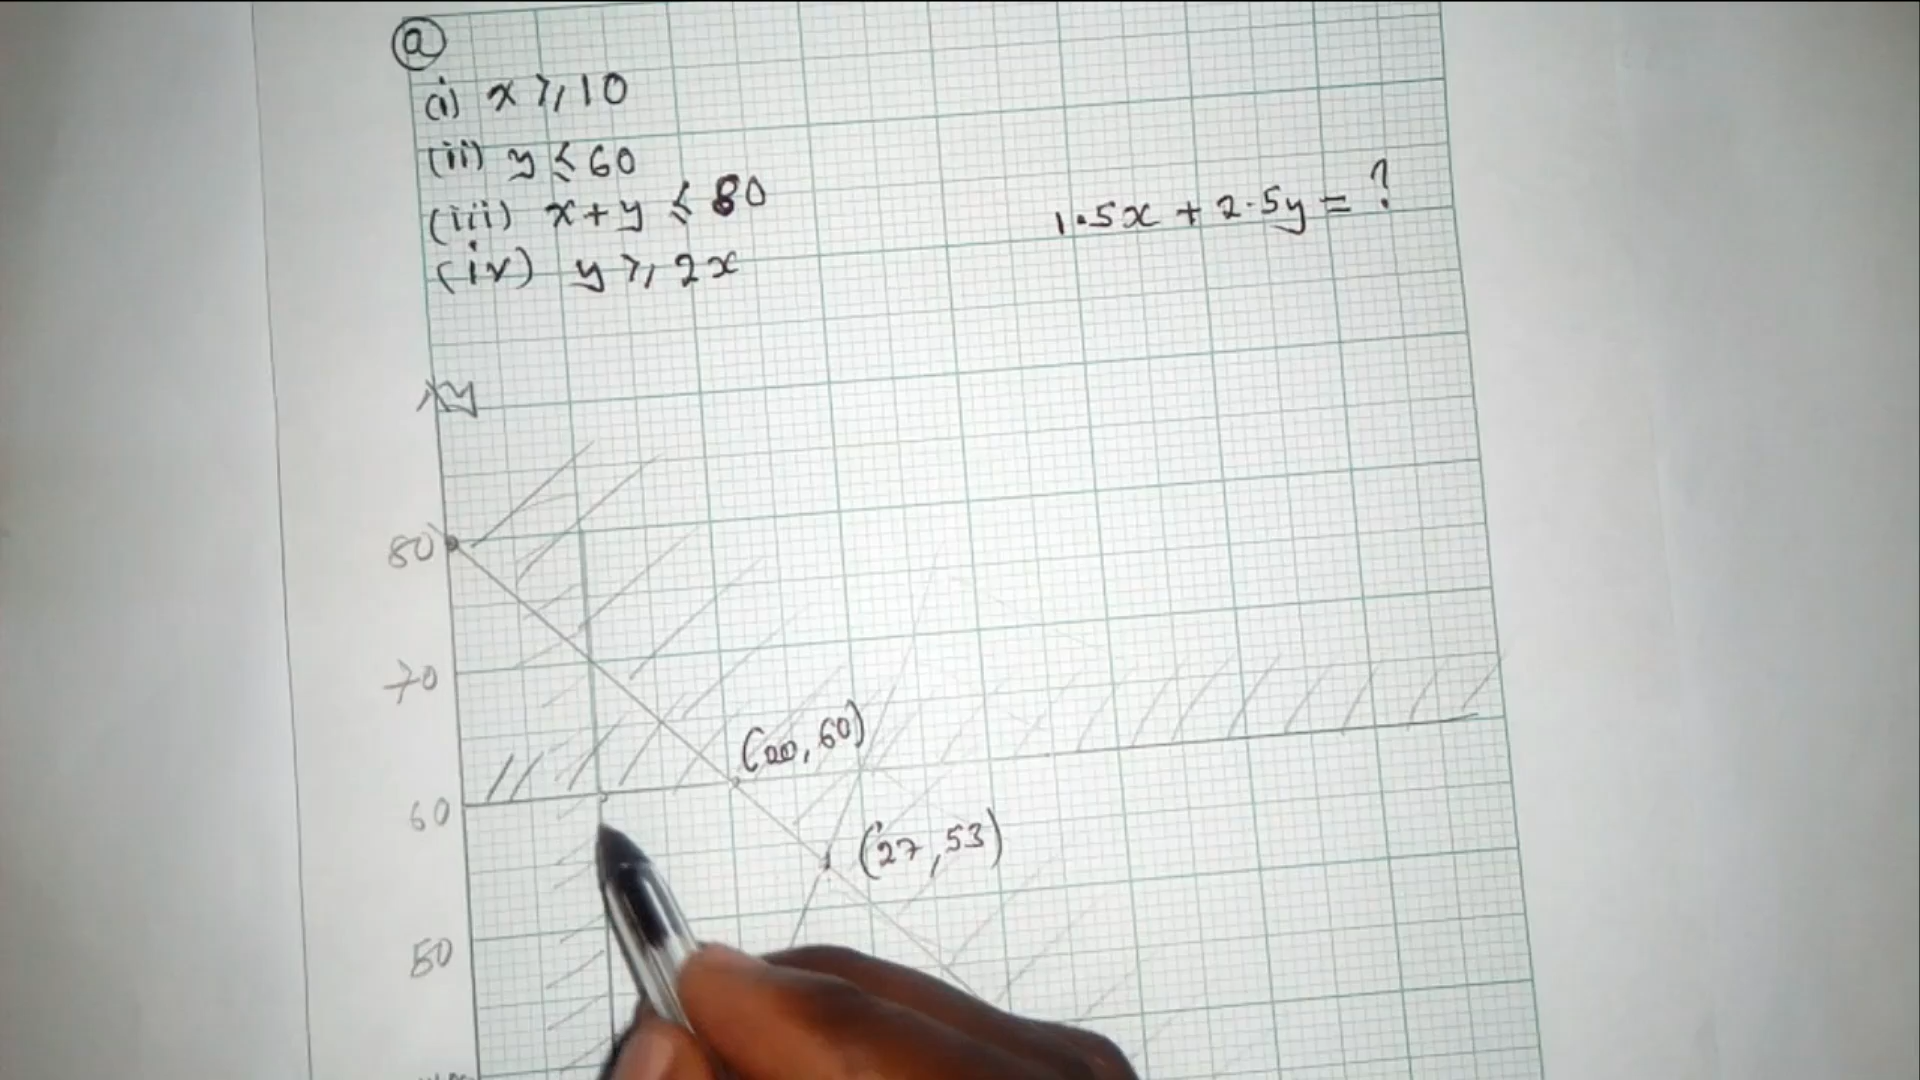 a
(i) x ⩾ 10
(ii) y ⩽ 60
(iii) x + y ⩽ 80
(iv) y ⩾ 2x
1.5x + 2.5y = ?
y
80
70
(20, 60)
60
(27, 53)
50